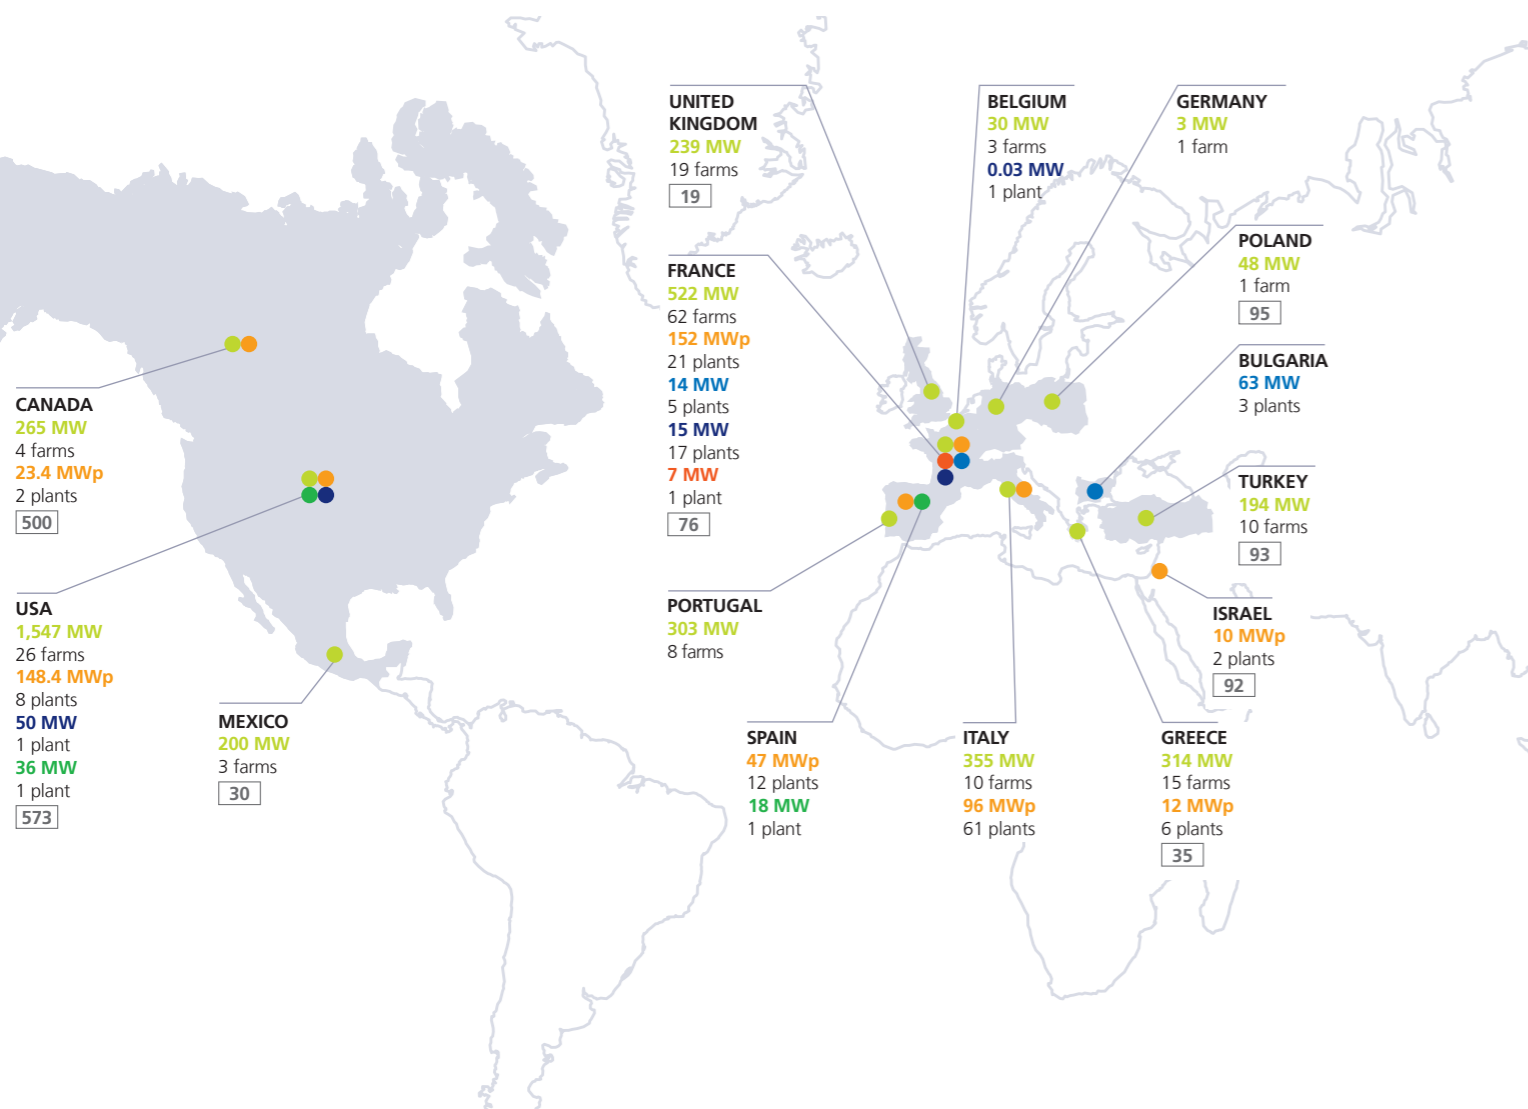 UNITED
KINGDOM
239 MW
19 farms
19
BELGIUM
30 MW
3 farms
0.03 MW
1 plant
GERMANY
3 MW
1 farm
POLAND
48 MW
1 farm
95
FRANCE
522 MW
62 farms
152 MWp
21 plants
14 MW
5 plants
15 MW
17 plants
7 MW
1 plant
76
BULGARIA
63 MW
3 plants
CANADA
265 MW
4 farms
23.4 MWp
2 plants
500
TURKEY
194 MW
10 farms
93
USA
1,547 MW
26 farms
148.4 MWp
8 plants
50 MW
1 plant
36 MW
1 plant
573
MEXICO
200 MW
3 farms
30
PORTUGAL
303 MW
8 farms
ISRAEL
10 MWp
2 plants
92
SPAIN
47 MWp
12 plants
18 MW
1 plant
ITALY
355 MW
10 farms
96 MWp
61 plants
GREECE
314 MW
15 farms
12 MWp
6 plants
35